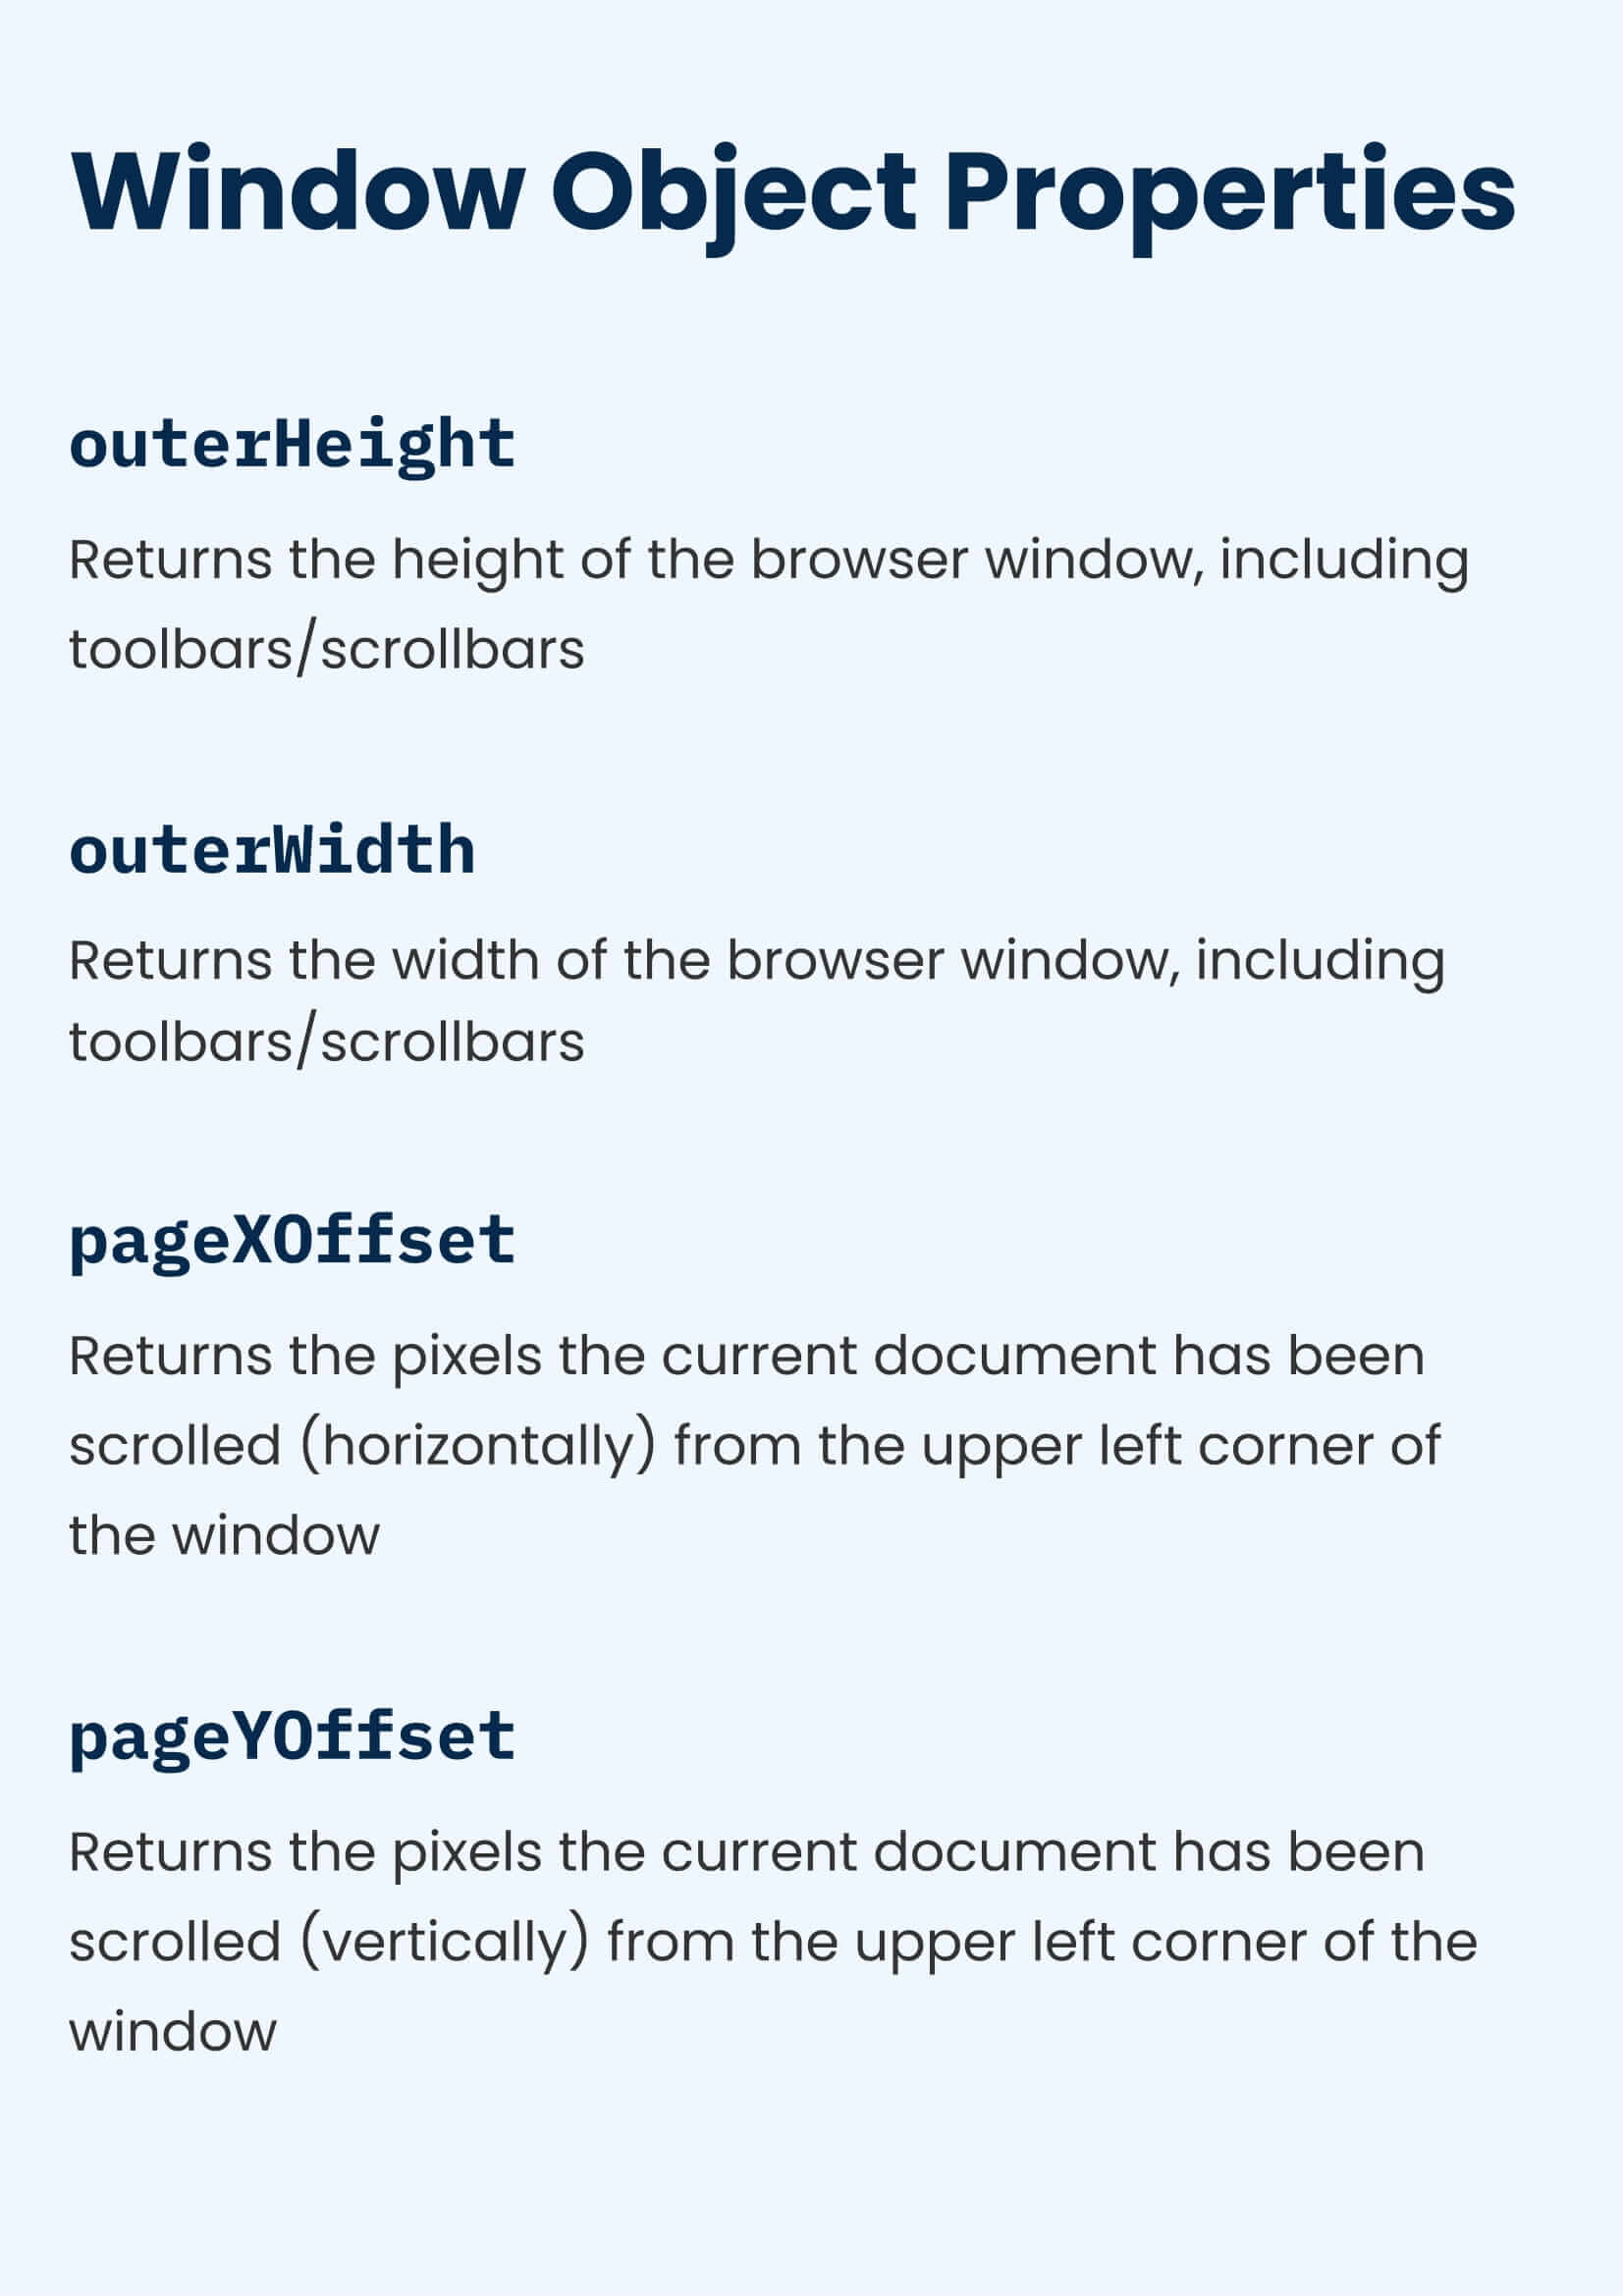 Window Object Properties
outerHeight
Returns the height of the browser window, including
toolbars/scrollbars
outerWidth
Returns the width of the browser window, including
toolbars/scrollbars
pageXOffset
Returns the pixels the current document has been
scrolled (horizontally) from the upper left corner of
the window
pageYOffset
Returns the pixels the current document has been
scrolled (vertically) from the upper left corner of the
window